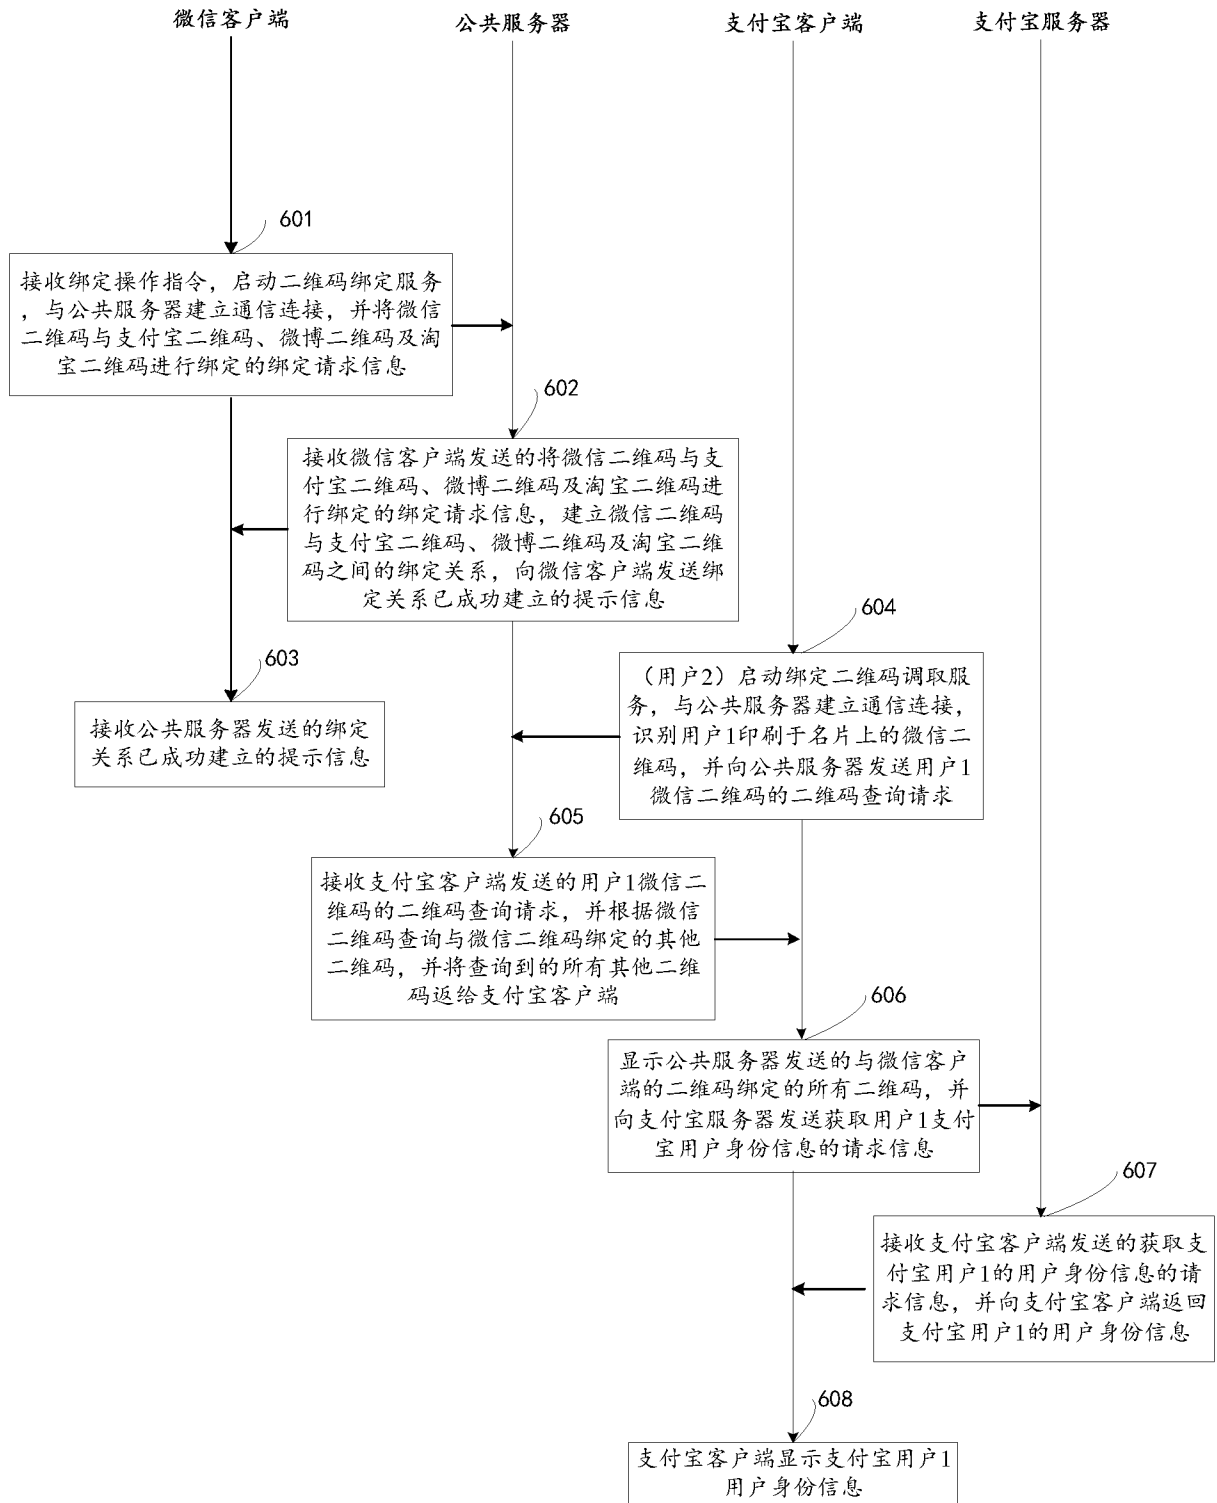 微信客户端
公共服务器
支付宝客户端
支付宝服务器
601
接收绑定操作指令，启动二维码绑定服务
，与公共服务器建立通信连接，并将微信
二维码与支付宝二维码、微博二维码及淘
宝二维码进行绑定的绑定请求信息
602
接收微信客户端发送的将微信二维码与支
付宝二维码、微博二维码及淘宝二维码进
行绑定的绑定请求信息，建立微信二维码
与支付宝二维码、微博二维码及淘宝二维
码之间的绑定关系，向微信客户端发送绑
定关系已成功建立的提示信息
603
接收公共服务器发送的绑定
关系已成功建立的提示信息
604
（用户2）启动绑定二维码调取服
务，与公共服务器建立通信连接，
识别用户1印刷于名片上的微信二
维码，并向公共服务器发送用户1
微信二维码的二维码查询请求
605
接收支付宝客户端发送的用户1微信二
维码的二维码查询请求，并根据微信
二维码查询与微信二维码绑定的其他
二维码，并将查询到的所有其他二维
码返给支付宝客户端
606
显示公共服务器发送的与微信客户
端的二维码绑定的所有二维码，并
向支付宝服务器发送获取用户1支付
宝用户身份信息的请求信息
607
接收支付宝客户端发送的获取支
付宝用户1的用户身份信息的请
求信息，并向支付宝客户端返回
支付宝用户1的用户身份信息
608
支付宝客户端显示支付宝用户1
用户身份信息